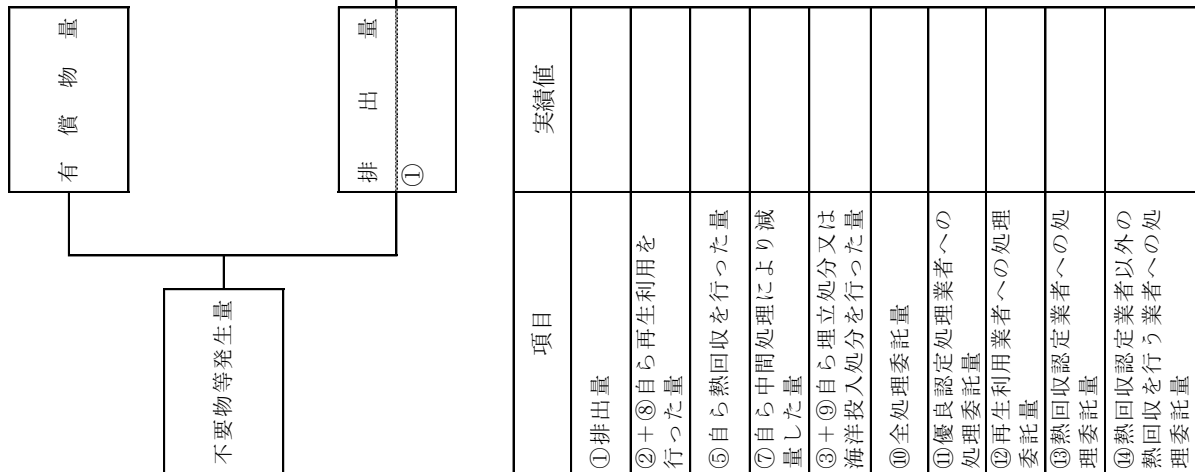 不要物等発生量
有償物量
排出量
①
項目
実績値
①排出量
②＋⑧自ら再生利用を
行った量
⑤自ら熱回収を行った量
⑦自ら中間処理により減
量した量
③＋⑨自ら埋立処分又は
海洋投入処分を行った量
⑩全処理委託量
⑪優良認定処理業者への
処理委託量
⑫再生利用業者への処理
委託量
⑬熱回収認定業者への処
理委託量
⑭熱回収認定業者以外の
熱回収を行う業者への処
理委託量